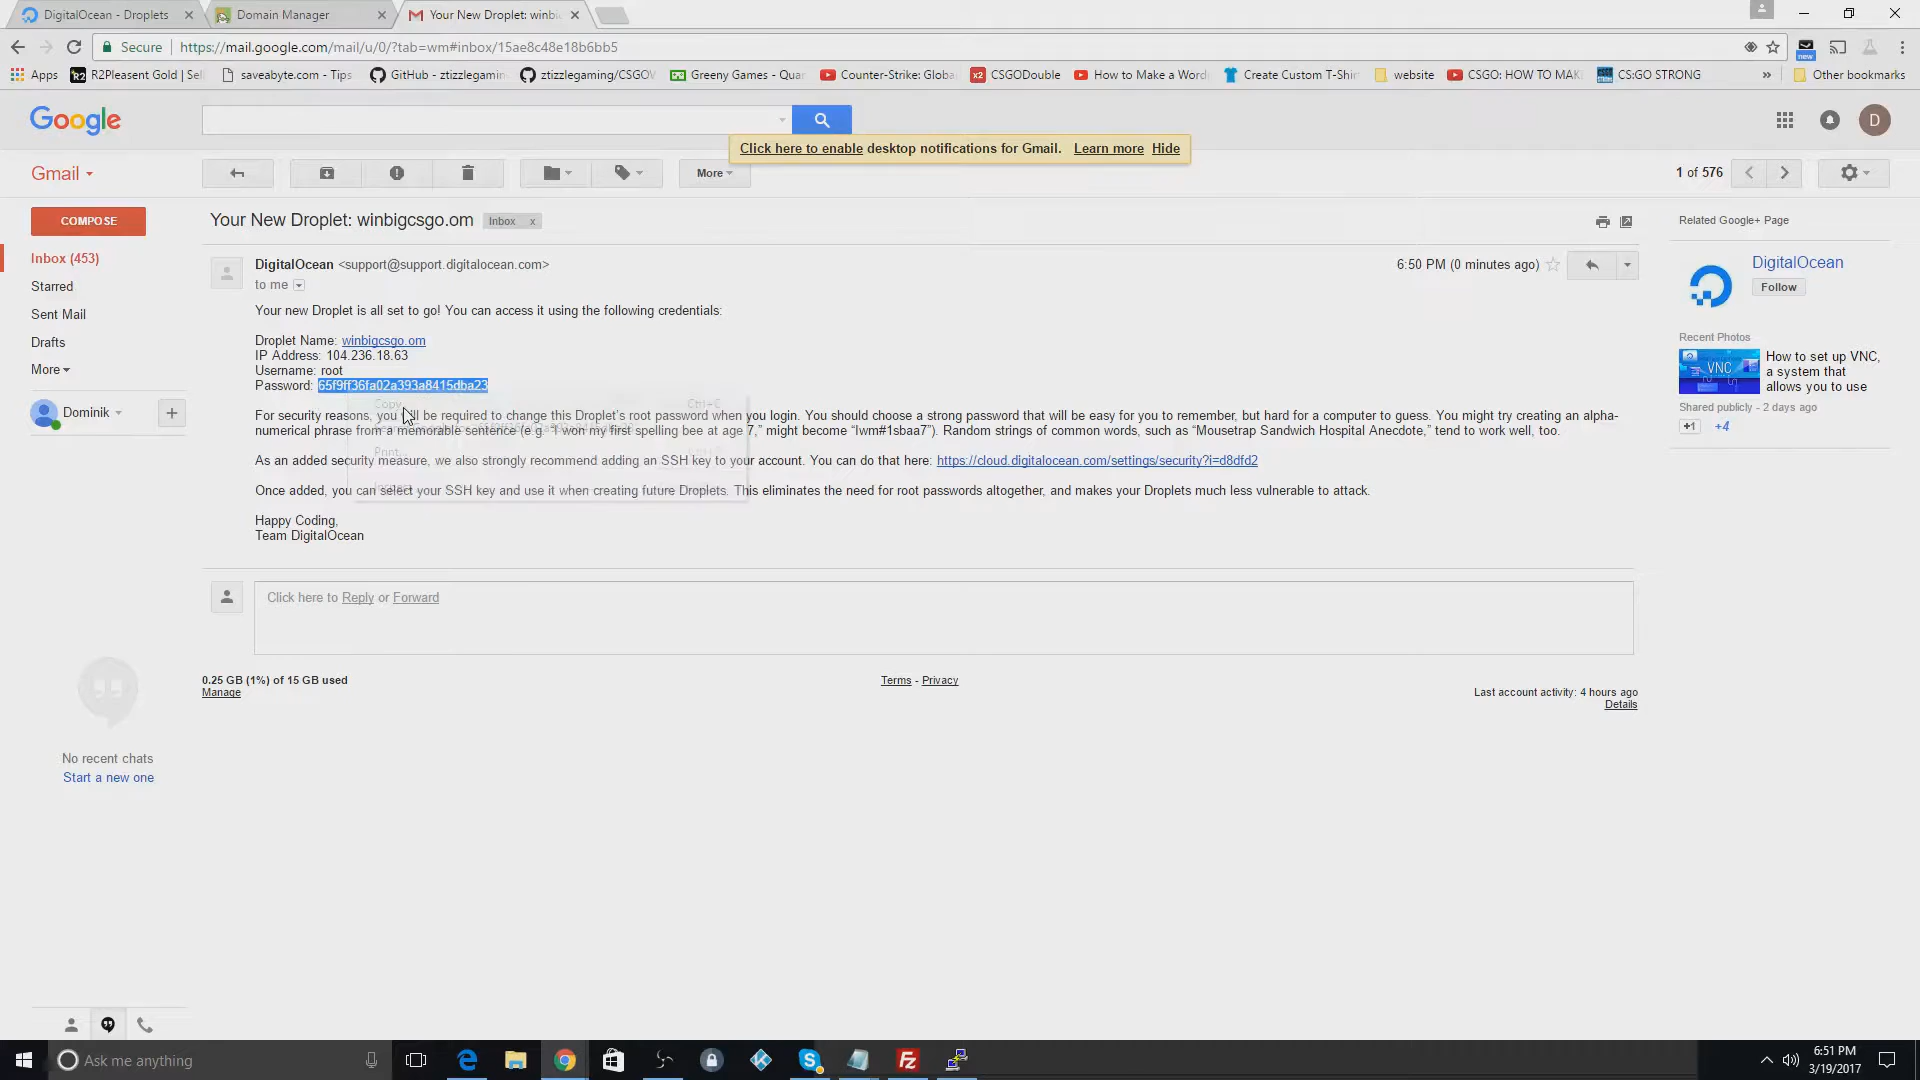 DigitalOcean - Droplets
Domain Manager
Your New Droplet: winbi
Secure
https://mail.google.com/mail/u/0/?tab=wm#inbox/15ae8c48e18b6bb5
Apps
R2Pleasent Gold | Sel
saveabyte.com - Tips
GitHub - ztizzlegamin
ztizzlegaming/CSGOW
Greeny Games - Quar
Counter-Strike: Globa
CSGODouble
How to Make a Word
Create Custom T-Shir
website
CSGO: HOW TO MAK
CS:GO STRONG
»
Other bookmarks
new
Google
D
Click here to enable desktop notifications for Gmail. Learn more Hide
Gmail
More
1 of 576
COMPOSE
Inbox (453)
Starred
Sent Mail
Drafts
More
Dominik
Your New Droplet: winbigcsgo.om
Inbox x
DigitalOcean <support@support.digitalocean.com>
6:50 PM (0 minutes ago)
to me
Your new Droplet is all set to go! You can access it using the following credentials:
Droplet Name: winbigcsgo.om
IP Address: 104.236.18.63
Username: root
Password: 65f9ff36fa02a393a8415dba23
Copy Ctrl+C
Print...
Inspect
For security reasons, you will be required to change this Droplet's root password when you login. You should choose a strong password that will be easy for you to remember, but hard for a computer to guess. You might try creating an alpha-
numerical phrase from a memorable sentence (e.g. "I won my first spelling bee at age 7," might become "Iwm#1sbaa7"). Random strings of common words, such as "Mousetrap Sandwich Hospital Anecdote," tend to work well, too.
As an added security measure, we also strongly recommend adding an SSH key to your account. You can do that here: https://cloud.digitalocean.com/settings/security?i=d8dfd2
Once added, you can select your SSH key and use it when creating future Droplets. This eliminates the need for root passwords altogether, and makes your Droplets much less vulnerable to attack.
Happy Coding,
Team DigitalOcean
Click here to Reply or Forward
0.25 GB (1%) of 15 GB used
Manage
Terms - Privacy
Last account activity: 4 hours ago
Details
Related Google+ Page
DigitalOcean
Follow
Recent Photos
VNC
How to set up VNC,
a system that
allows you to use
Shared publicly - 2 days ago
+1
+4
No recent chats
Start a new one
Ask me anything
6:51 PM
3/19/2017